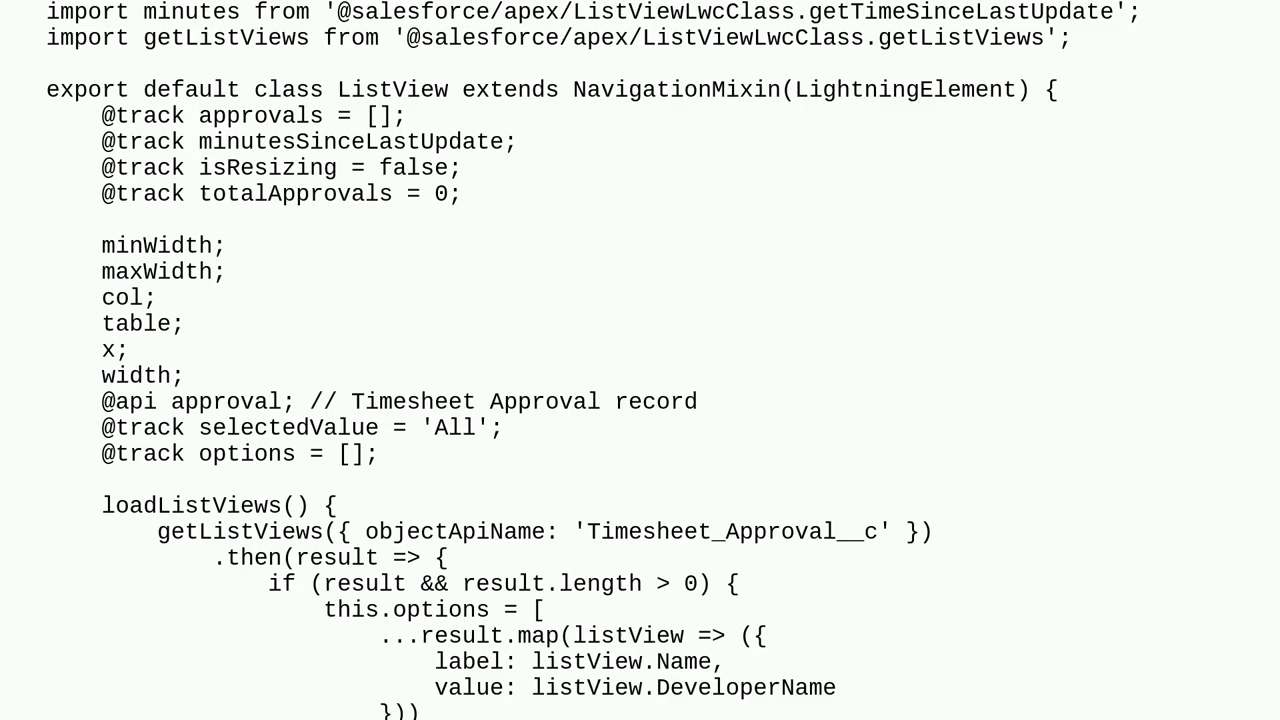 import minutes from '@salesforce/apex/ListViewLwcClass.getTimeSinceLastUpdate';
import getListViews from '@salesforce/apex/ListViewLwcClass.getListViews';

export default class ListView extends NavigationMixin(LightningElement) {
    @track approvals = [];
    @track minutesSinceLastUpdate;
    @track isResizing = false;
    @track totalApprovals = 0;

    minWidth;
    maxWidth;
    col;
    table;
    x;
    width;
    @api approval; // Timesheet Approval record
    @track selectedValue = 'All';
    @track options = [];

    loadListViews() {
        getListViews({ objectApiName: 'Timesheet_Approval__c' })
            .then(result => {
                if (result && result.length > 0) {
                    this.options = [
                        ...result.map(listView => ({
                            label: listView.Name,
                            value: listView.DeveloperName
                        }))